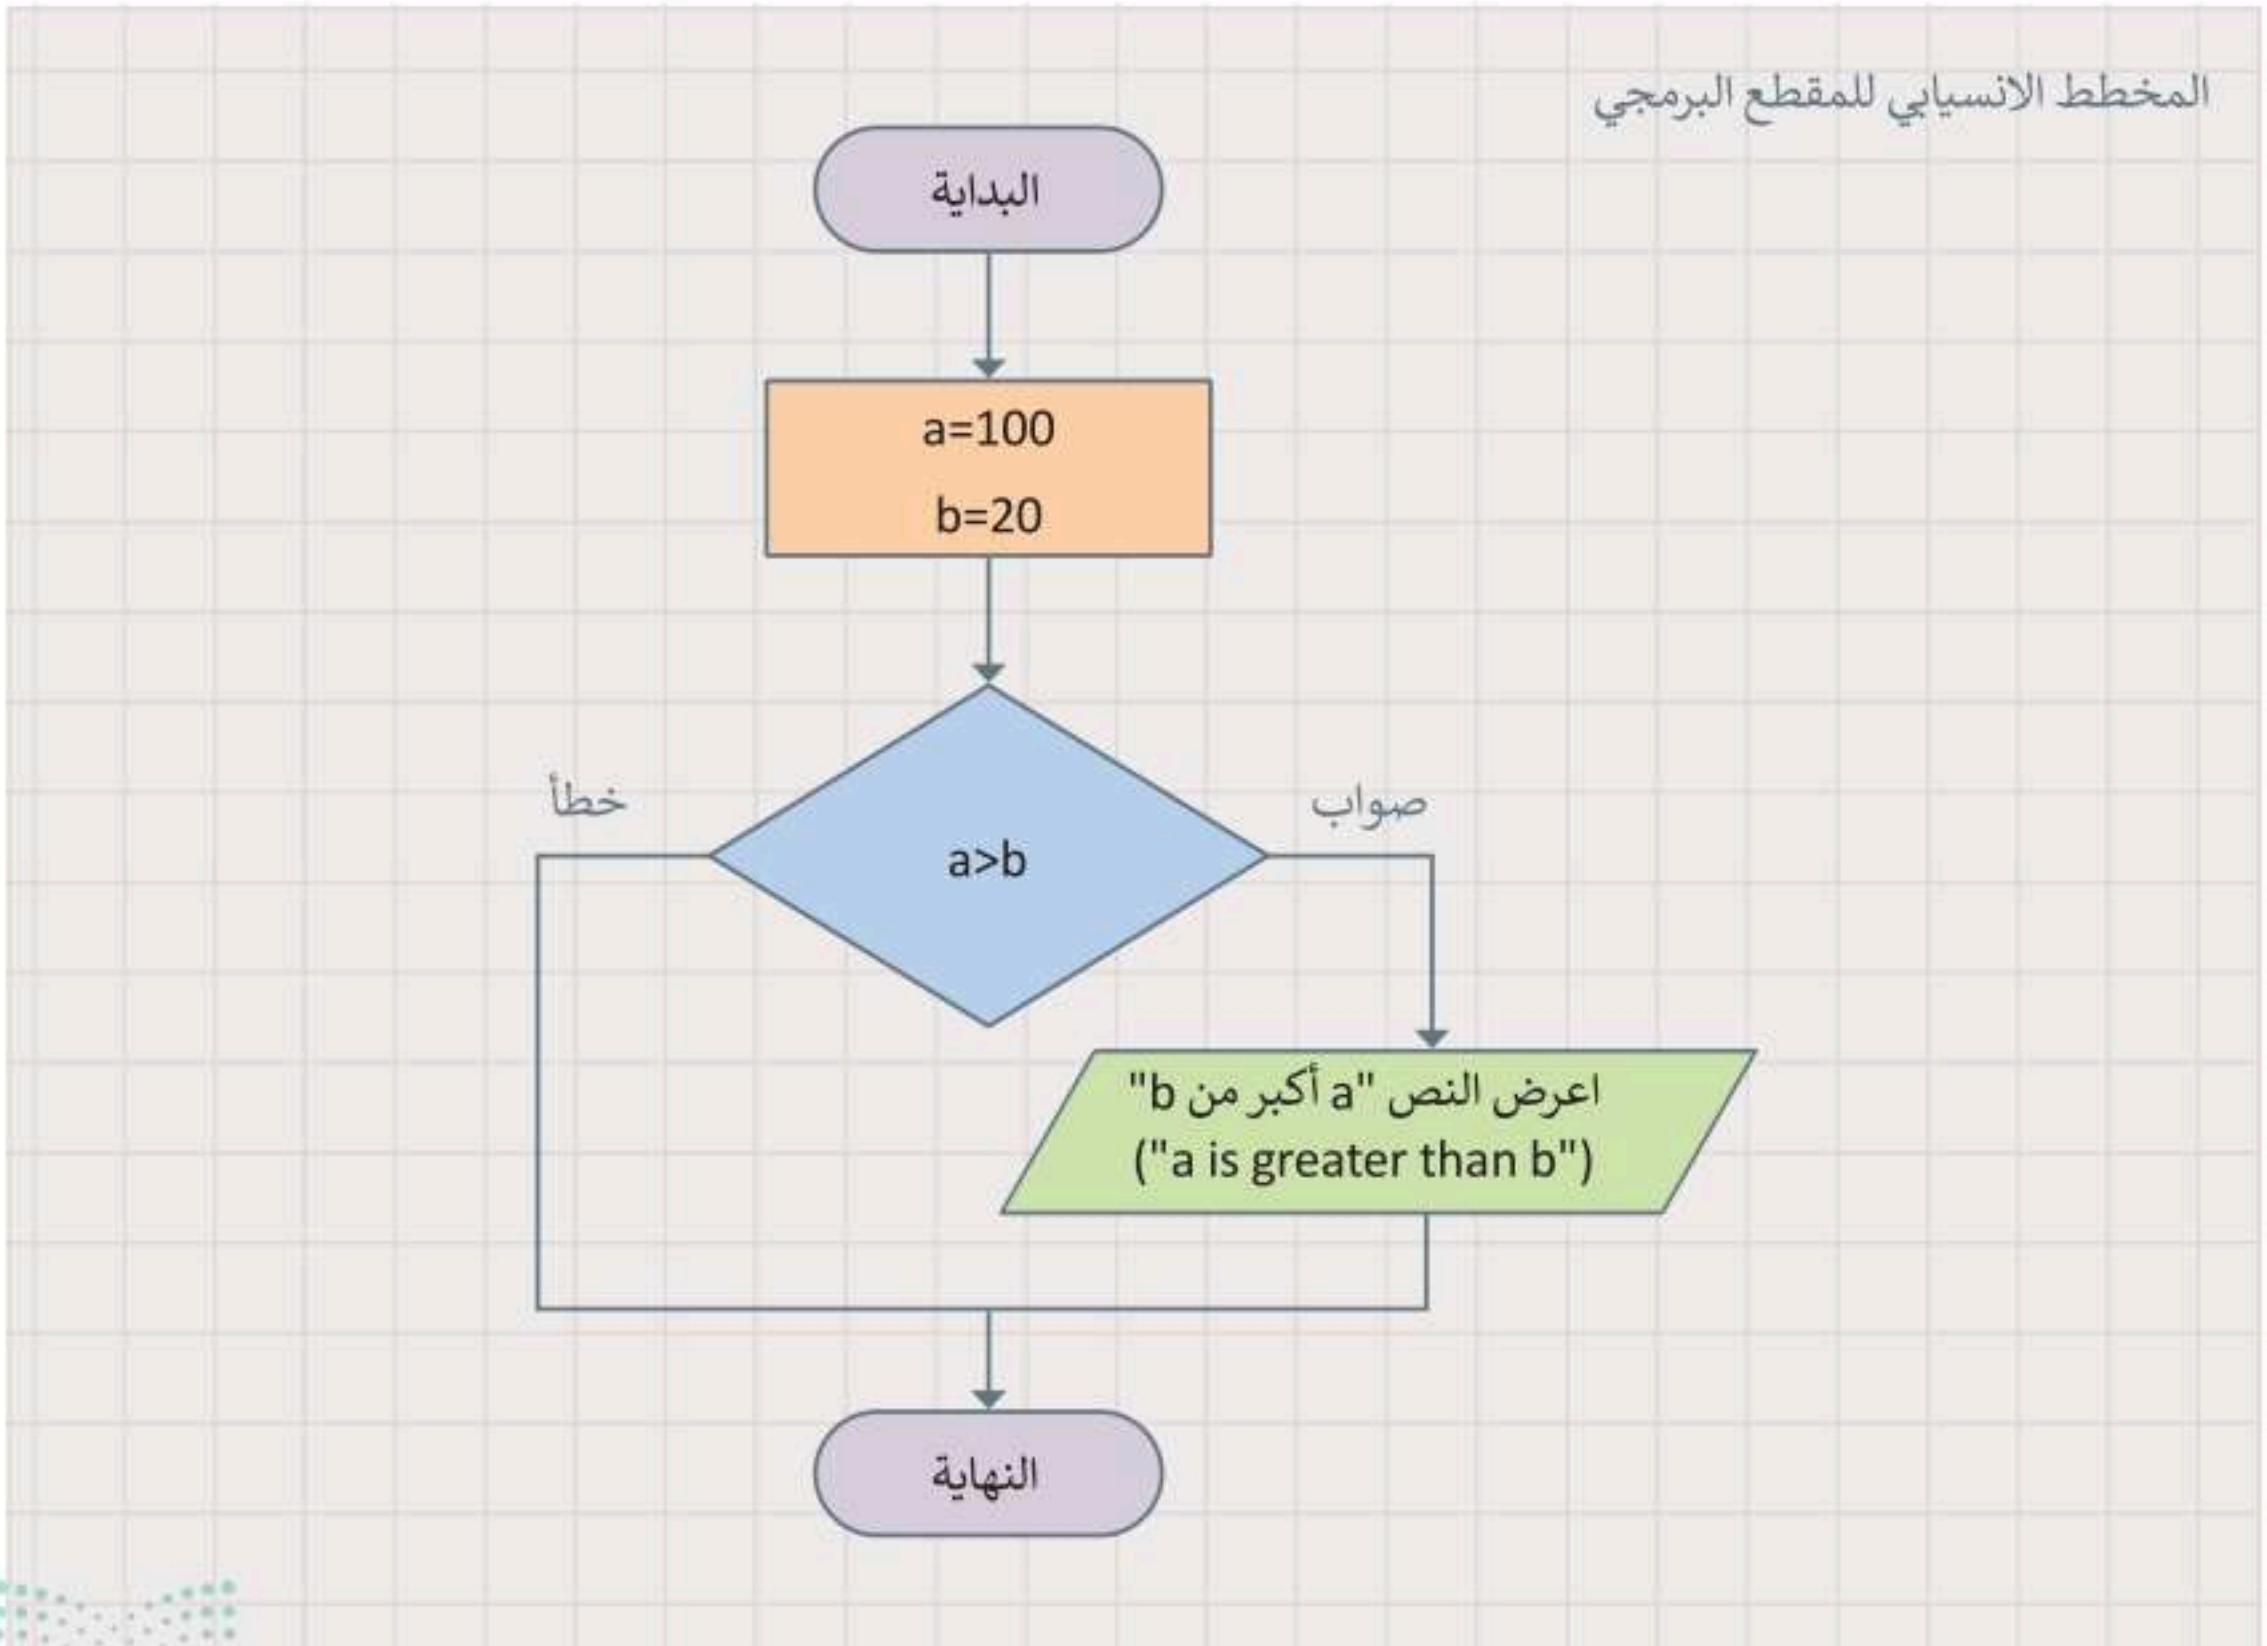 المخطط الانسيابي للمقطع البرمجي
البداية
a=100
b=20
a>b
صواب
خطأ
اعرض النص "a أكبر من b"
("a is greater than b")
النهاية